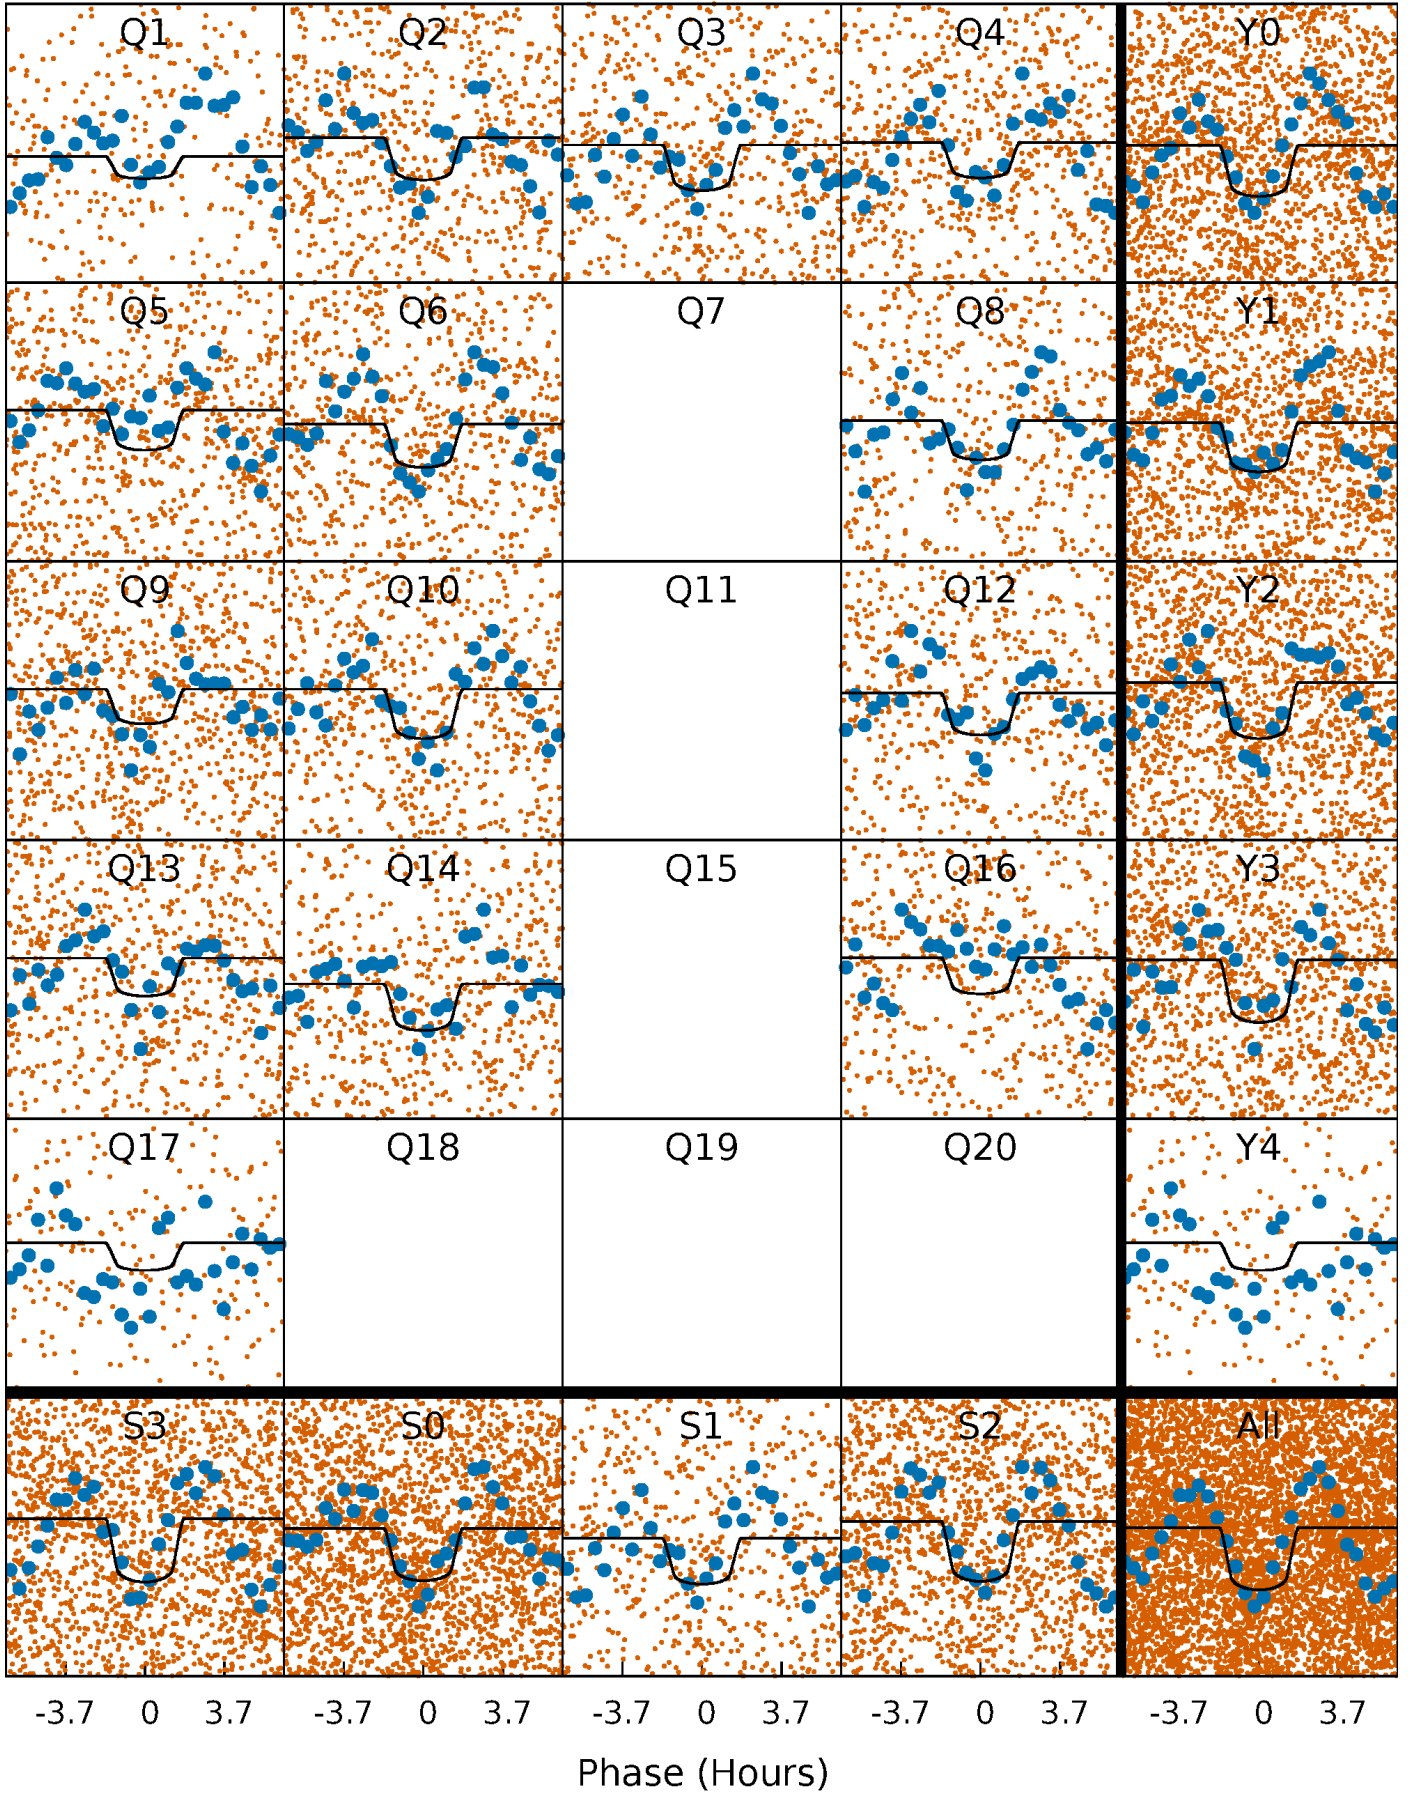 Q1 Q2 Q3 Q4 Y0
Q5 Q6 Q7 Q8 Y1
Q9 Q10 Q11 Q12 Y2
Q13 Q14 Q15 Q16 Y3
Q17 Q18 Q19 Q20 Y4
S3 S0 S1 S2 All
-3.7 0 3.7 -3.7 0 3.7 -3.7 0 3.7 -3.7 0 3.7 -3.7 0 3.7
Phase (Hours)